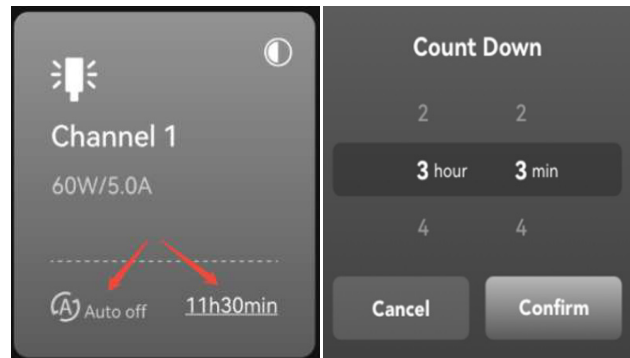 Channel 1
60W/5.0A
A Auto off 11h30min
Count Down
2 2
3 hour 3 min
4 4
Cancel Confirm